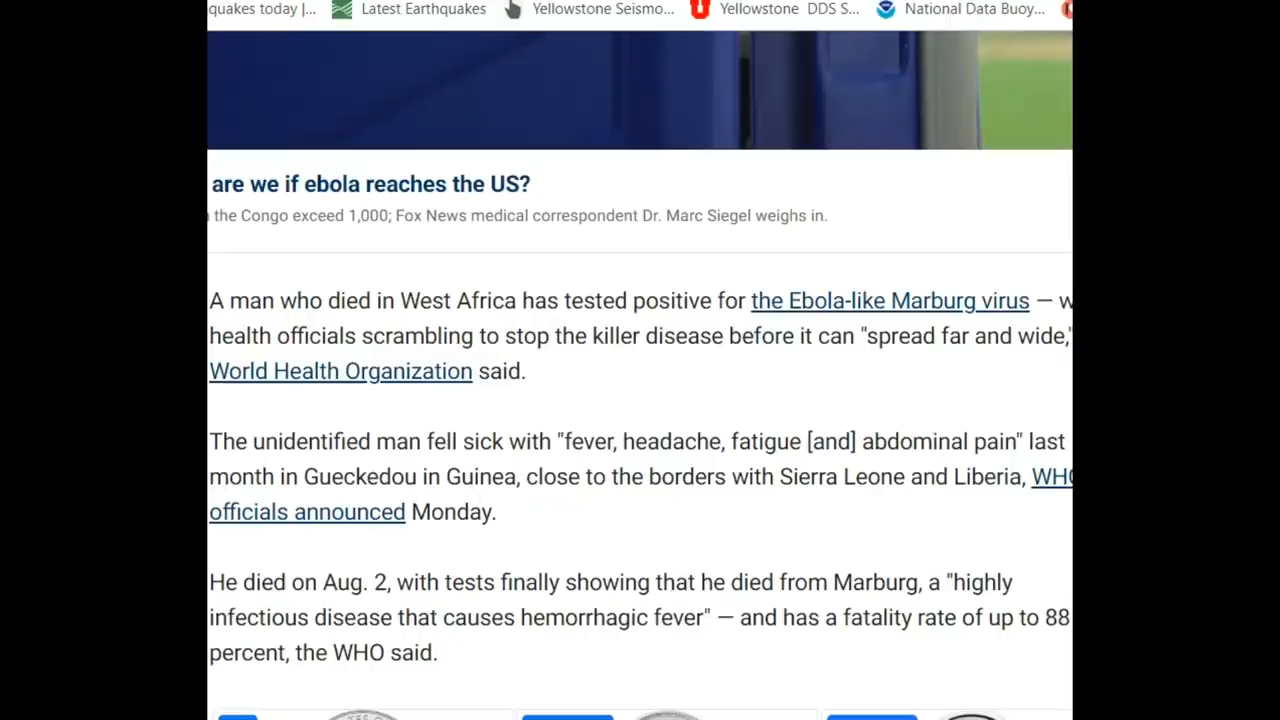 quakes today |...
Latest Earthquakes
Yellowstone Seismo...
Yellowstone DDS S...
National Data Buoy...
are we if ebola reaches the US?
the Congo exceed 1,000; Fox News medical correspondent Dr. Marc Siegel weighs in.
A man who died in West Africa has tested positive for the Ebola-like Marburg virus — w
health officials scrambling to stop the killer disease before it can "spread far and wide,"
World Health Organization said.
The unidentified man fell sick with "fever, headache, fatigue [and] abdominal pain" last
month in Gueckedou in Guinea, close to the borders with Sierra Leone and Liberia, WHO
officials announced Monday.
He died on Aug. 2, with tests finally showing that he died from Marburg, a "highly
infectious disease that causes hemorrhagic fever" — and has a fatality rate of up to 88
percent, the WHO said.